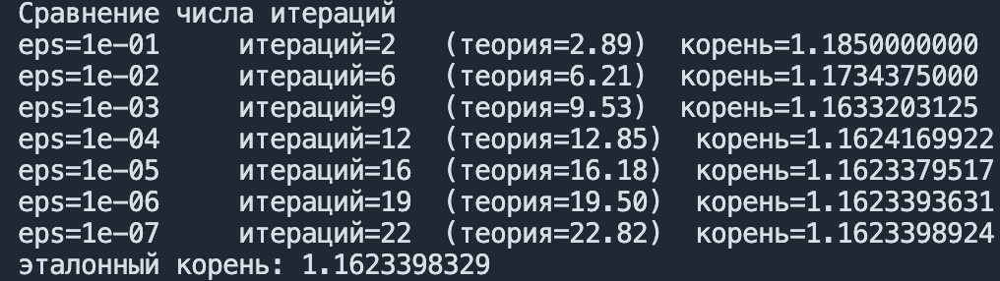 Сравнение числа итераций
eps=1e-01 итераций=2 (теория=2.89) корень=1.1850000000
eps=1e-02 итераций=6 (теория=6.21) корень=1.1734375000
eps=1e-03 итераций=9 (теория=9.53) корень=1.1633203125
eps=1e-04 итераций=12 (теория=12.85) корень=1.1624169922
eps=1e-05 итераций=16 (теория=16.18) корень=1.1623379517
eps=1e-06 итераций=19 (теория=19.50) корень=1.1623393631
eps=1e-07 итераций=22 (теория=22.82) корень=1.1623398924
эталонный корень: 1.1623398329